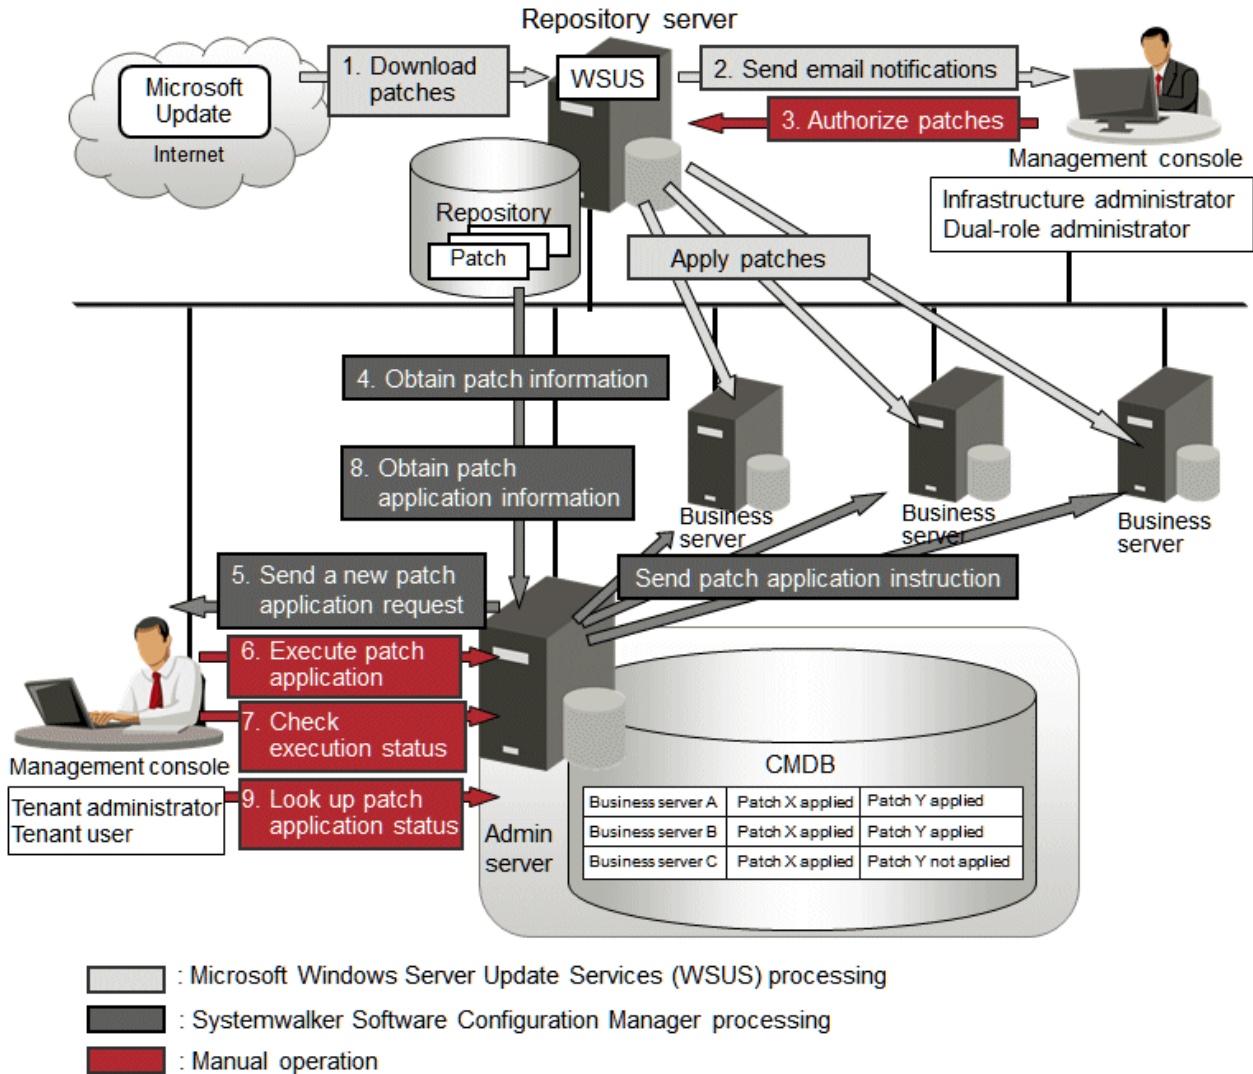 Repository server
Microsoft
Update
Internet
1. Download
patches
WSUS
2. Send email notifications
3. Authorize patches
Management console
Infrastructure administrator
Dual-role administrator
Repository
Patch
Apply patches
4. Obtain patch information
8. Obtain patch
application information
Business
server
Business
server
Business
server
5. Send a new patch
application request
Send patch application instruction
6. Execute patch
application
7. Check
execution status
Management console
Tenant administrator
Tenant user
9. Look up patch
application status
Admin
server
CMDB
Business server A Patch X applied Patch Y applied
Business server B Patch X applied Patch Y applied
Business server C Patch X applied Patch Y not applied
: Microsoft Windows Server Update Services (WSUS) processing
: Systemwalker Software Configuration Manager processing
: Manual operation